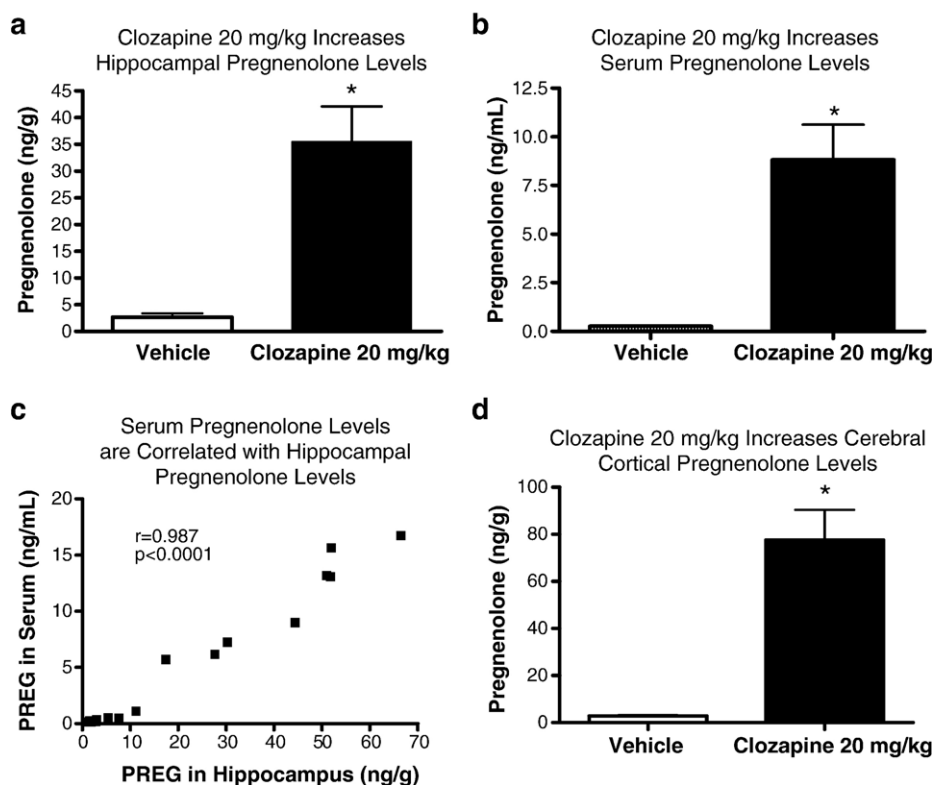 a
Clozapine 20 mg/kg Increases
Hippocampal Pregnenolone Levels
Pregnenolone (ng/g)
45
40
35
30
25
20
15
10
5
0
*
Vehicle
Clozapine 20 mg/kg
b
Clozapine 20 mg/kg Increases
Serum Pregnenolone Levels
Pregnenolone (ng/mL)
12.5
10.0
7.5
5.0
2.5
0.0
*
Vehicle
Clozapine 20 mg/kg
c
Serum Pregnenolone Levels
are Correlated with Hippocampal
Pregnenolone Levels
PREG in Serum (ng/mL)
20
15
10
5
0
r=0.987
p<0.0001
0 10 20 30 40 50 60 70
PREG in Hippocampus (ng/g)
d
Clozapine 20 mg/kg Increases Cerebral
Cortical Pregnenolone Levels
Pregnenolone (ng/g)
100
80
60
40
20
0
*
Vehicle
Clozapine 20 mg/kg